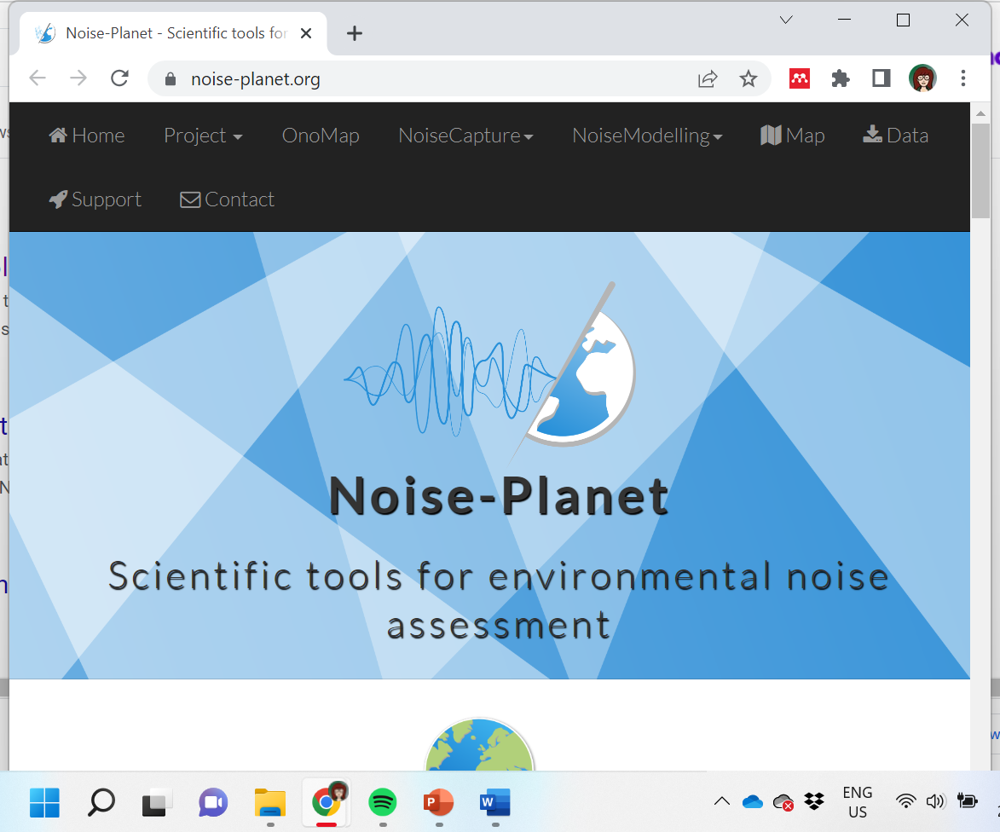 Noise-Planet - Scientific tools for
noise-planet.org
Home Project OnoMap NoiseCapture NoiseModelling Map Data
Support Contact
Noise-Planet
Scientific tools for environmental noise
assessment
P W ENG
US